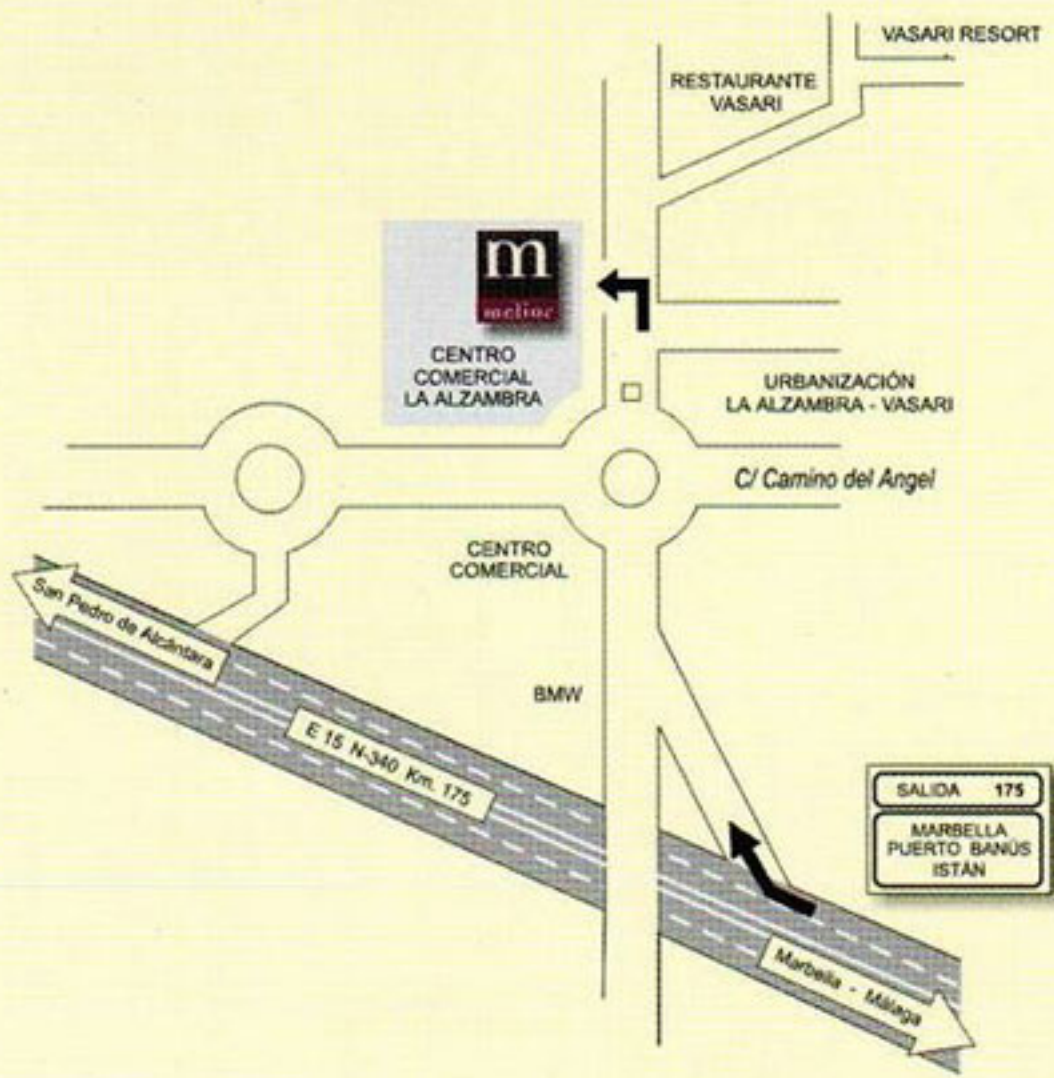 VASARI RESORT
RESTAURANTE
VASARI
m
melior
CENTRO
COMERCIAL
LA ALZAMBRA
URBANIZACIÓN
LA ALZAMBRA - VASARI
C/ Camino del Angel
CENTRO
COMERCIAL
San Pedro de Alcántara
BMW
E 15 N-340 Km. 175
SALIDA 175
MARBELLA
PUERTO BANÚS
ISTÁN
Marbella - Málaga